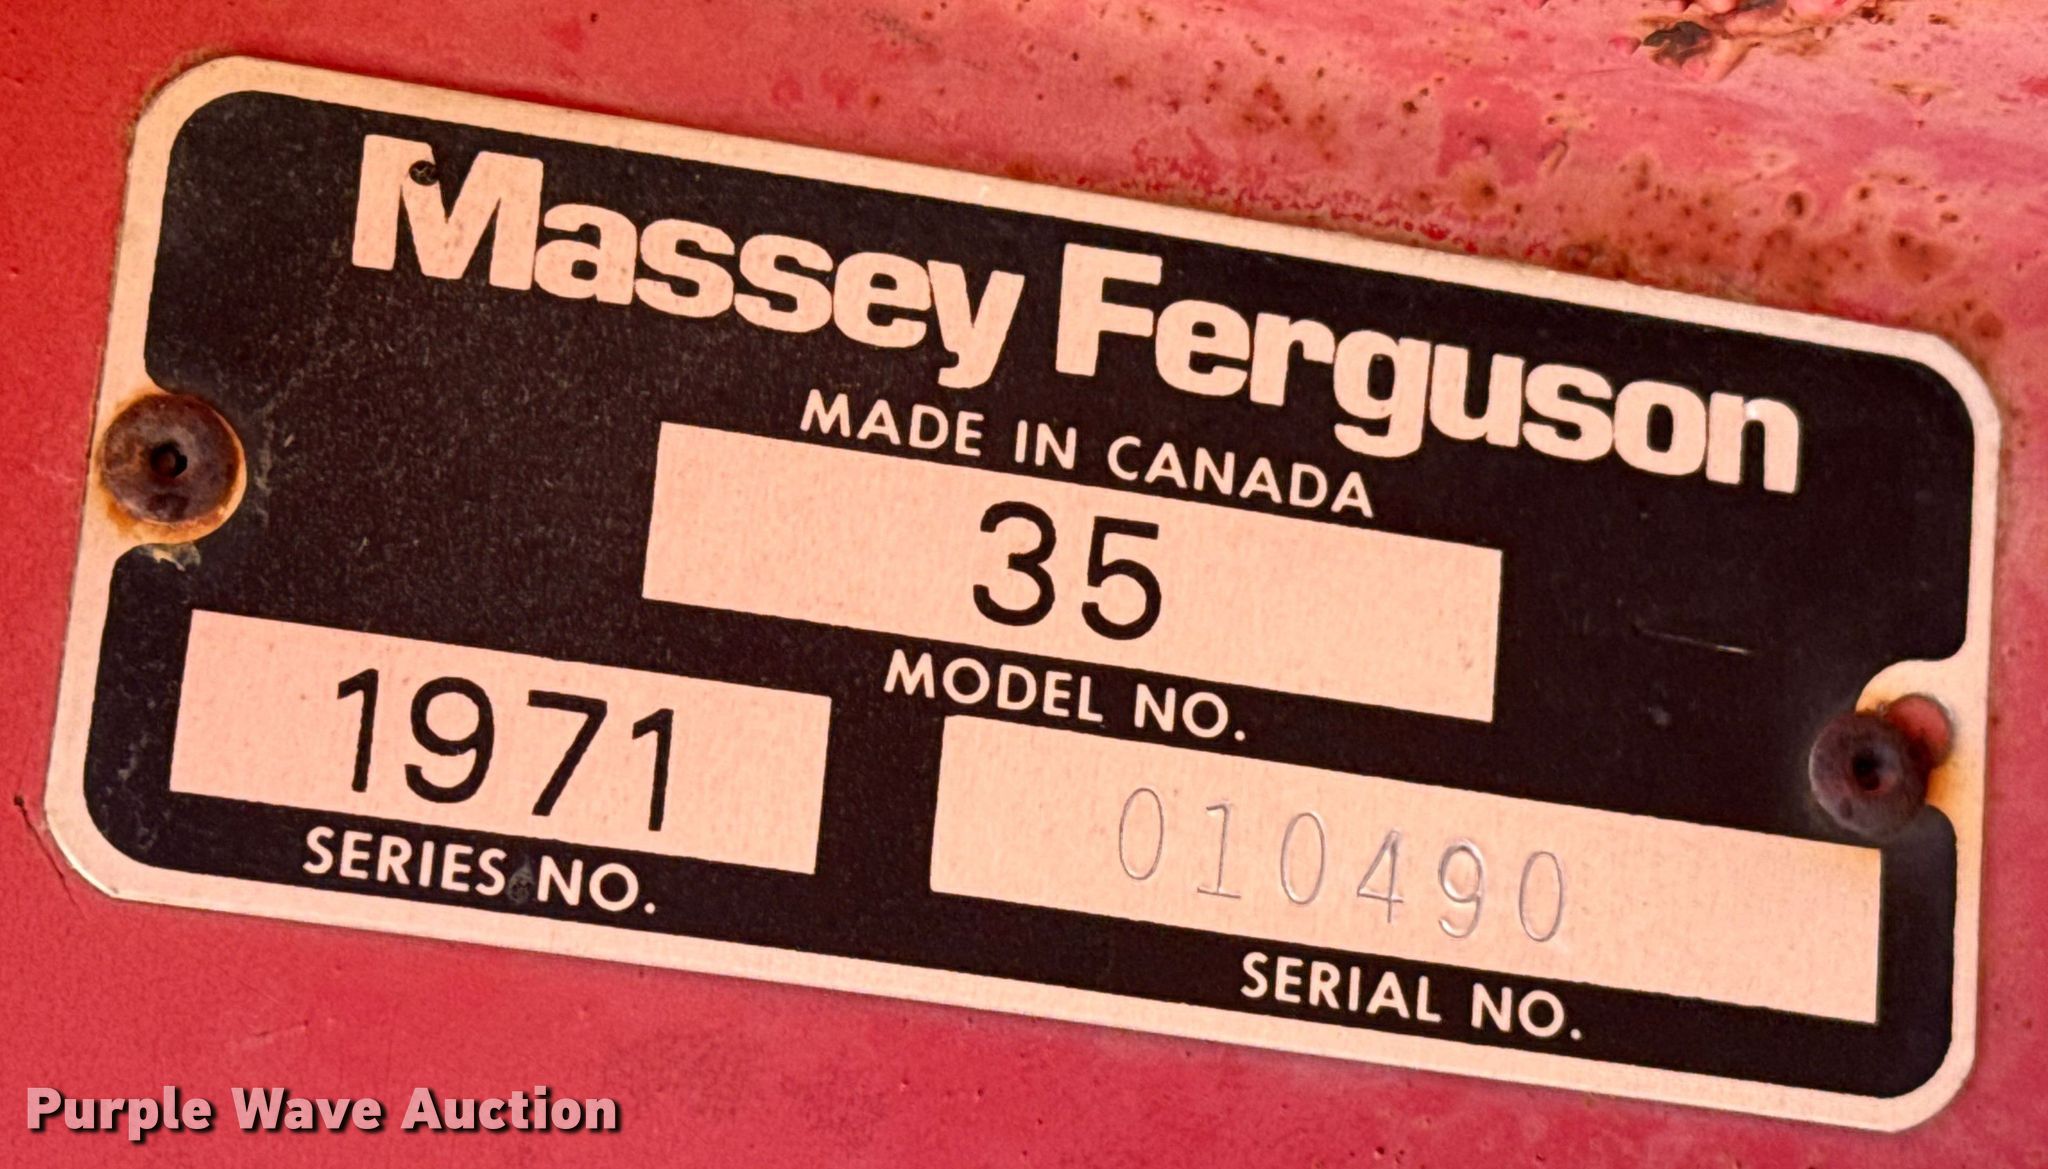 Massey Ferguson
MADE IN CANADA
35
MODEL NO.
1971
SERIES NO.
010490
SERIAL NO.
Purple Wave Auction